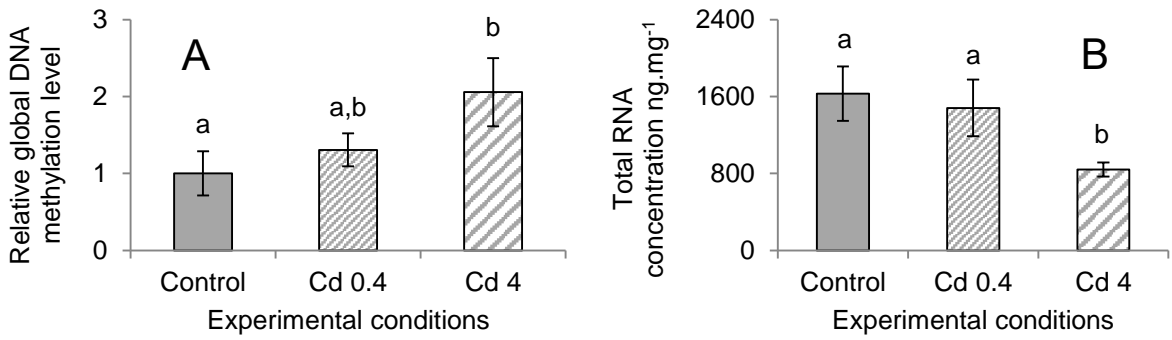 Relative global DNA
methylation level
3
2
1
0
A
a
a,b
b
Control
Cd 0.4
Cd 4
Experimental conditions
Total RNA
concentration ng.mg⁻¹
2400
1600
800
0
B
a
a
b
Control
Cd 0.4
Cd 4
Experimental conditions